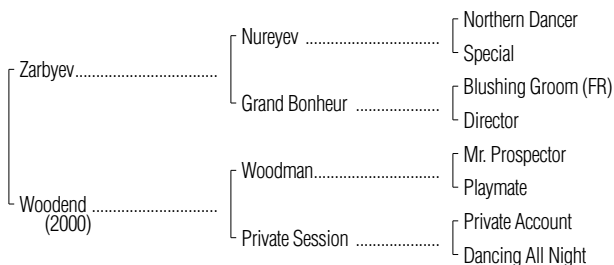 Northern Dancer
Nureyev
Special
Zarbyev
Blushing Groom (FR)
Grand Bonheur
Director
Mr. Prospector
Woodman
Playmate
Woodend
(2000)
Private Account
Private Session
Dancing All Night